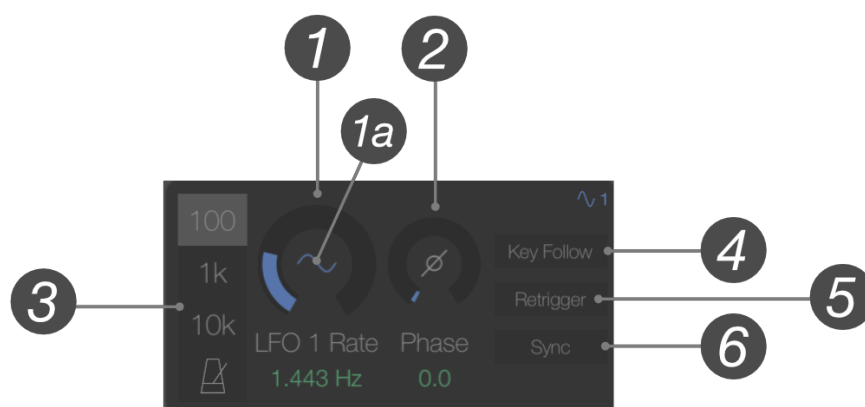 1
2
1a
1
100
Key Follow
4
1k
Retrigger
5
3
10k
LFO 1 Rate
Phase
Sync
6
1.443 Hz
0.0